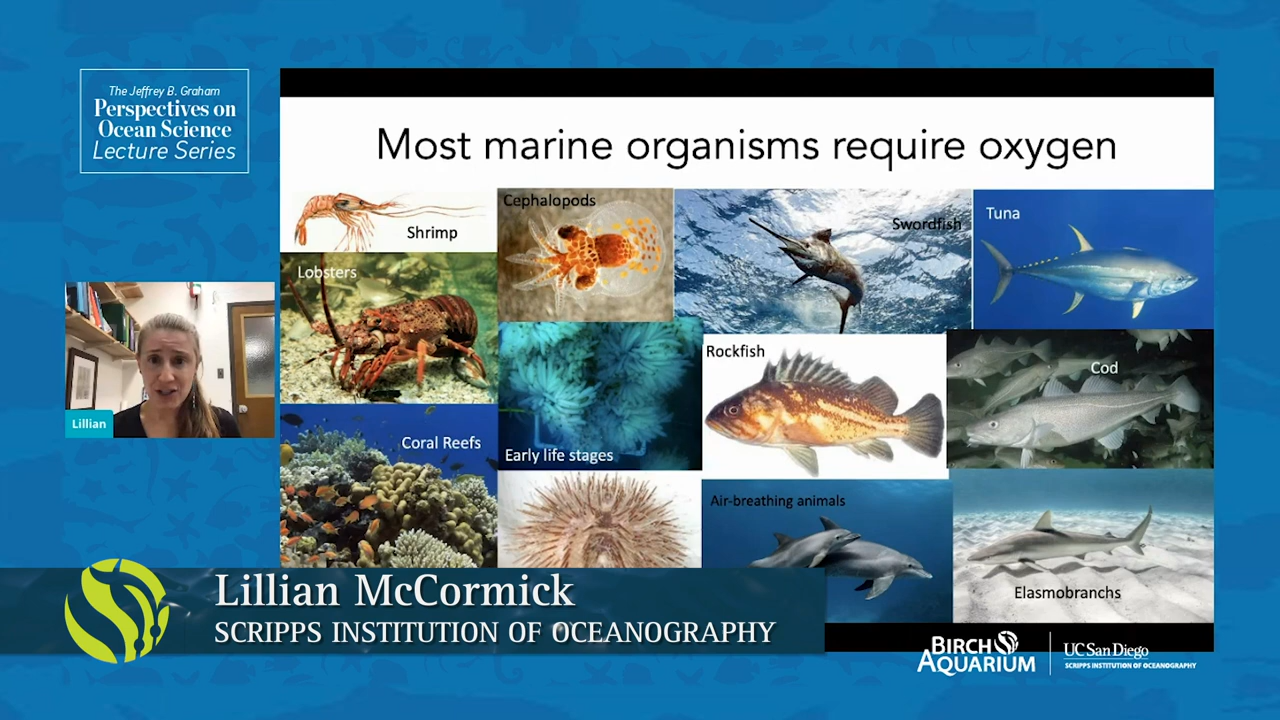 The Jeffrey B. Graham
Perspectives on
Ocean Science
Lecture Series
Most marine organisms require oxygen
Shrimp
Cephalopods
Swordfish
Tuna
Lobsters
Rockfish
Cod
Coral Reefs
Early life stages
Air-breathing animals
Elasmobranchs
Lillian
Lillian McCormick
SCRIPPS INSTITUTION OF OCEANOGRAPHY
BIRCH
AQUARIUM
UC San Diego
SCRIPPS INSTITUTION OF OCEANOGRAPHY